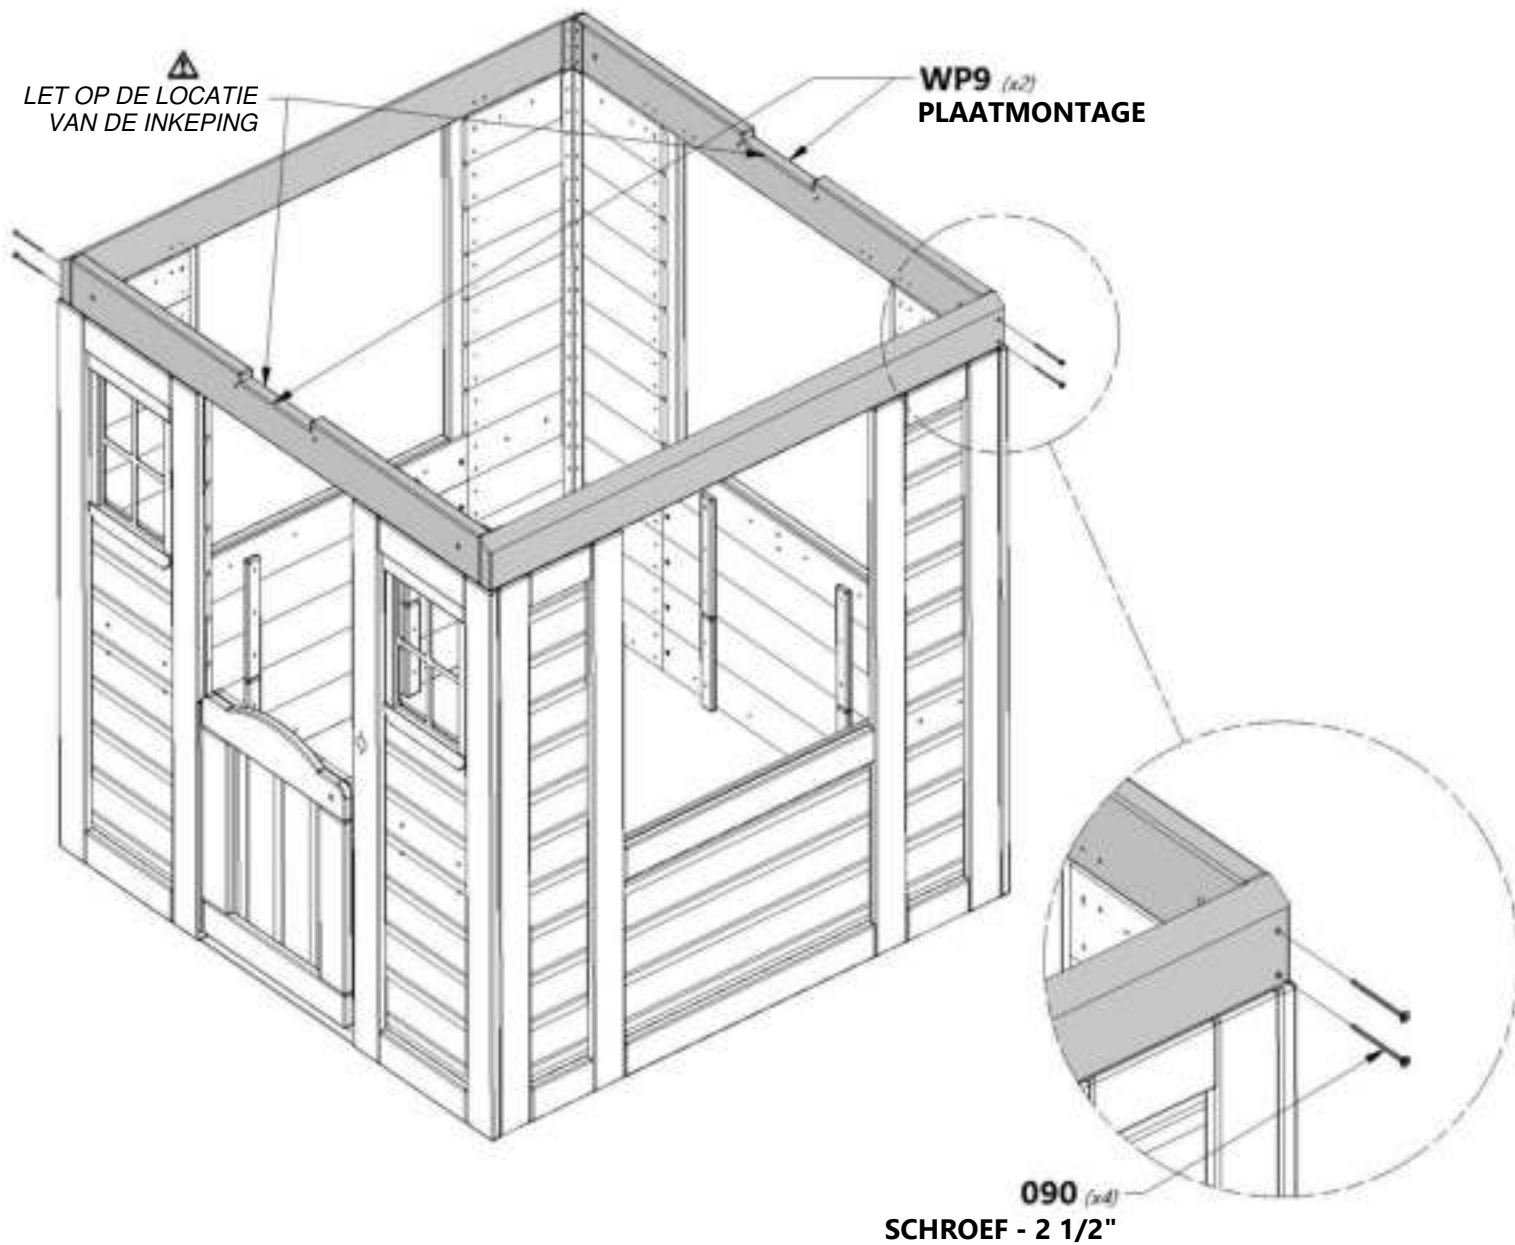 LET OP DE LOCATIE
VAN DE INKEPING
WP9 (x2)
PLAATMONTAGE
090 (x4)
SCHROEF - 2 1/2"